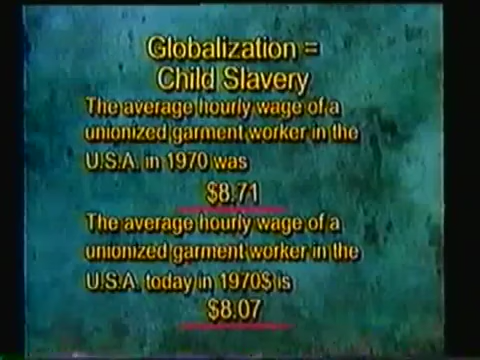 Globalization =
Child Slavery
The average hourly wage of a
unionized garment worker in the
U.S.A. in 1970 was
$8.71
The average hourly wage of a
unionized garment worker in the
U.S.A. today in 1970$ is
$8.07